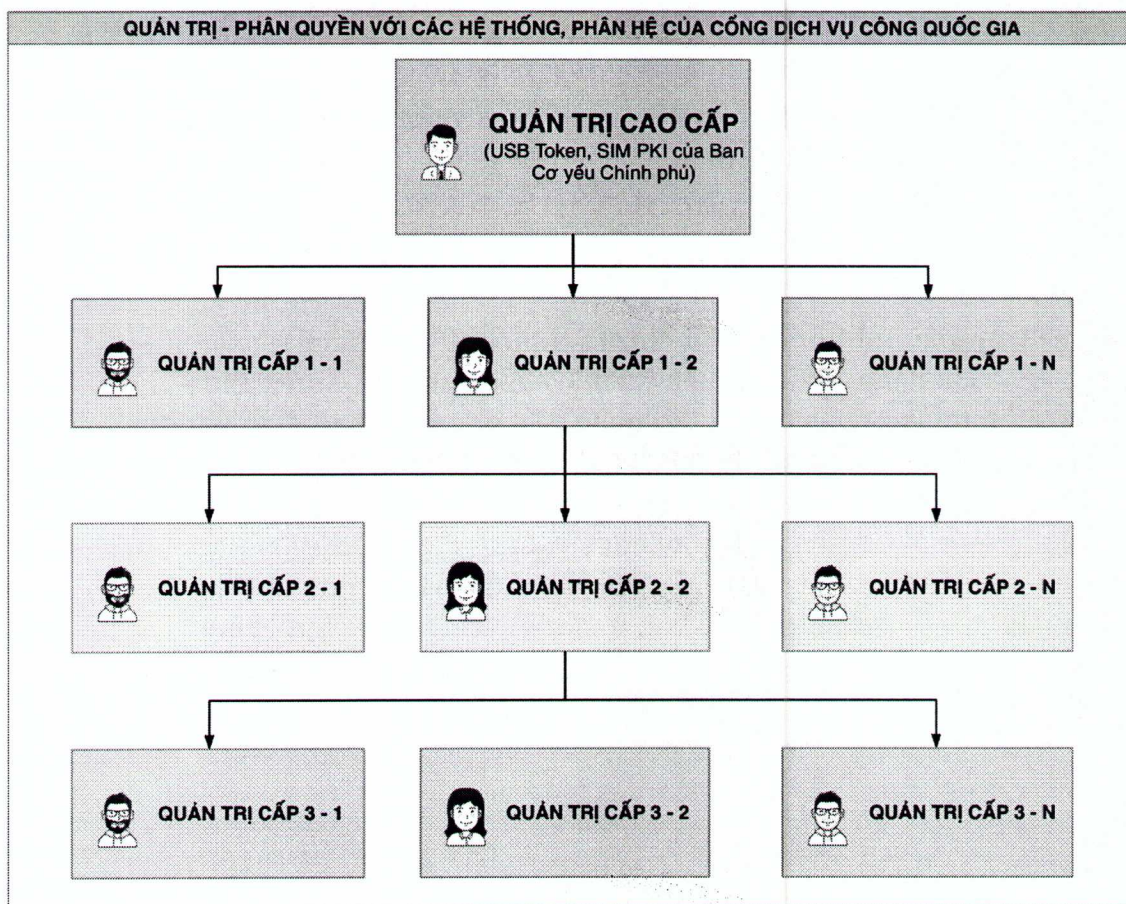 QUẢN TRỊ - PHÂN QUYỀN VỚI CÁC HỆ THỐNG, PHÂN HỆ CỦA CỔNG DỊCH VỤ CÔNG QUỐC GIA
QUẢN TRỊ CAO CẤP
(USB Token, SIM PKI của Ban
Cơ yếu Chính phủ)
QUẢN TRỊ CẤP 1 - 1
QUẢN TRỊ CẤP 1 - 2
QUẢN TRỊ CẤP 1 - N
QUẢN TRỊ CẤP 2 - 1
QUẢN TRỊ CẤP 2 - 2
QUẢN TRỊ CẤP 2 - N
QUẢN TRỊ CẤP 3 - 1
QUẢN TRỊ CẤP 3 - 2
QUẢN TRỊ CẤP 3 - N